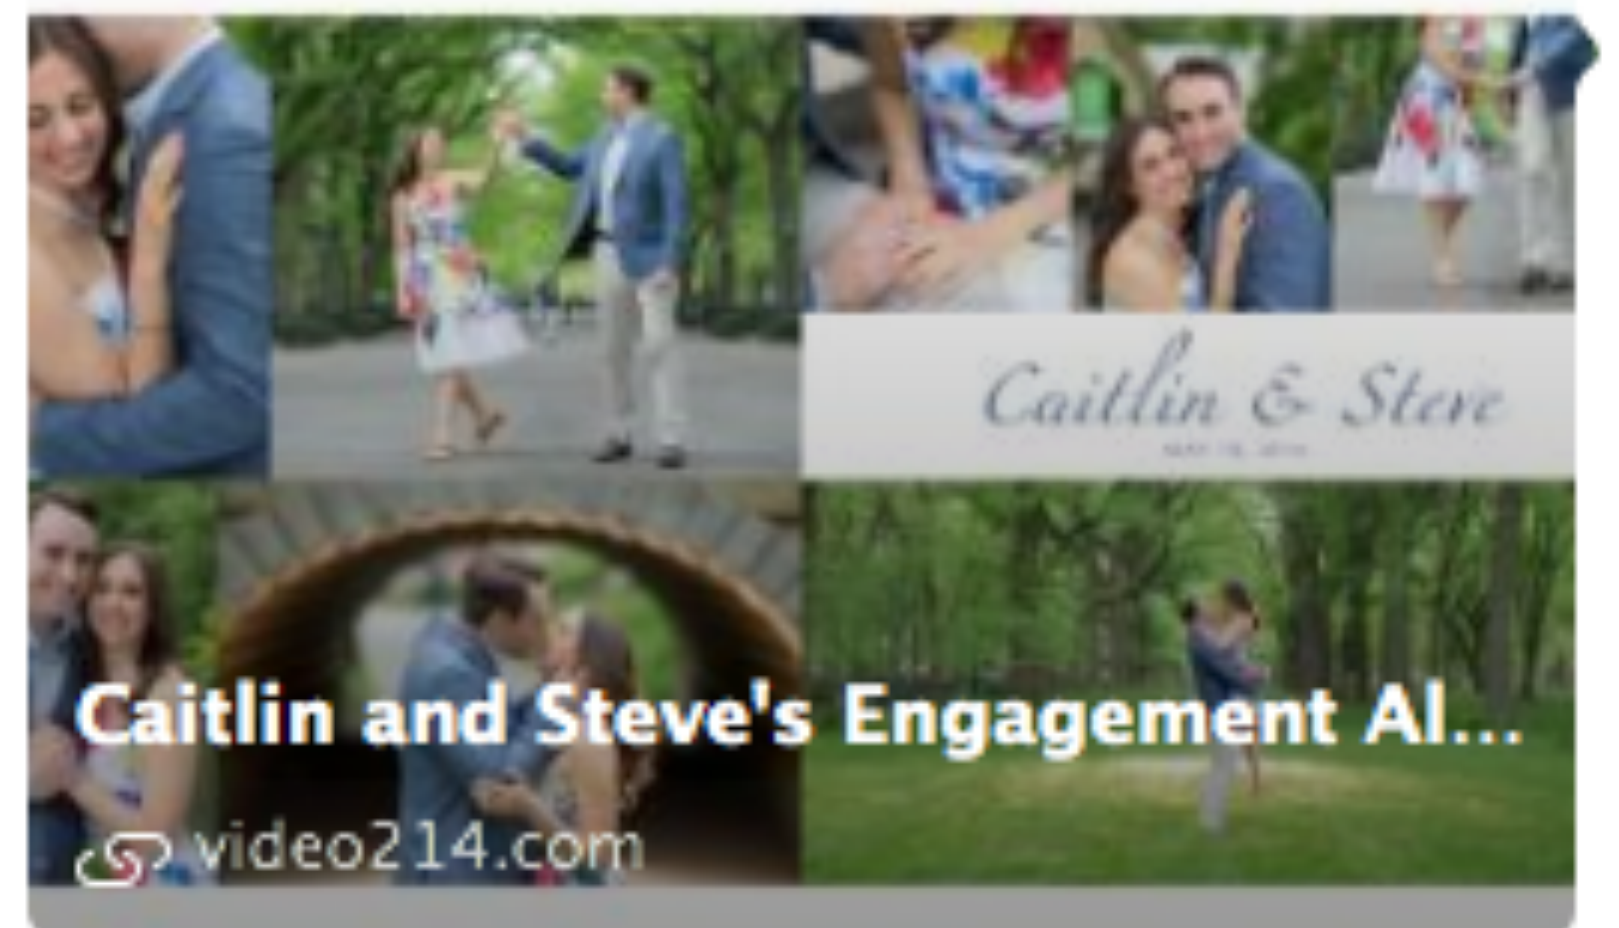 Caitlin & Steve
Caitlin and Steve's Engagement Al...
video214.com